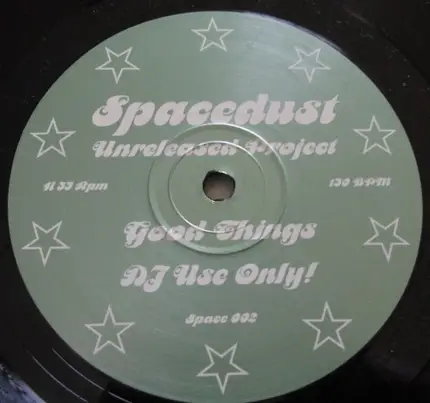 Spacedust
Unreleased Project
A 33 Rpm
130 BPM
Good Things
DJ Use Only!
Space 002